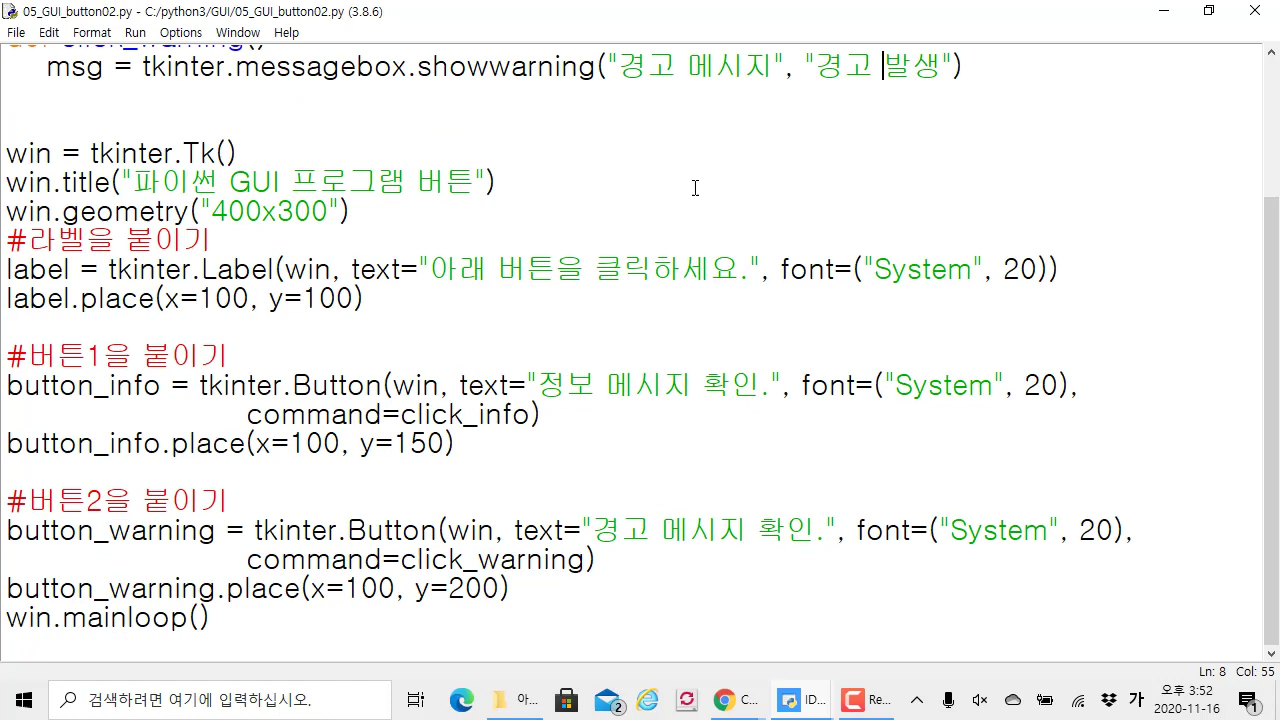 05_GUI_button02.py - C:/python3/GUI/05_GUI_button02.py (3.8.6)
File Edit Format Run Options Window Help
msg = tkinter.messagebox.showwarning("경고 메시지", "경고 발생")
win = tkinter.Tk()
win.title("파이썬 GUI 프로그램 버튼")
win.geometry("400x300")
#라벨을 붙이기
label = tkinter.Label(win, text="아래 버튼을 클릭하세요.", font=("System", 20))
label.place(x=100, y=100)
#버튼1을 붙이기
button_info = tkinter.Button(win, text="정보 메시지 확인.", font=("System", 20),
command=click_info)
button_info.place(x=100, y=150)
#버튼2을 붙이기
button_warning = tkinter.Button(win, text="경고 메시지 확인.", font=("System", 20),
command=click_warning)
button_warning.place(x=100, y=200)
win.mainloop()
Ln: 8 Col: 55
검색하려면 여기에 입력하십시오.
아...
2
C...
ID...
Re...
가
오후 3:52
2020-11-16
1